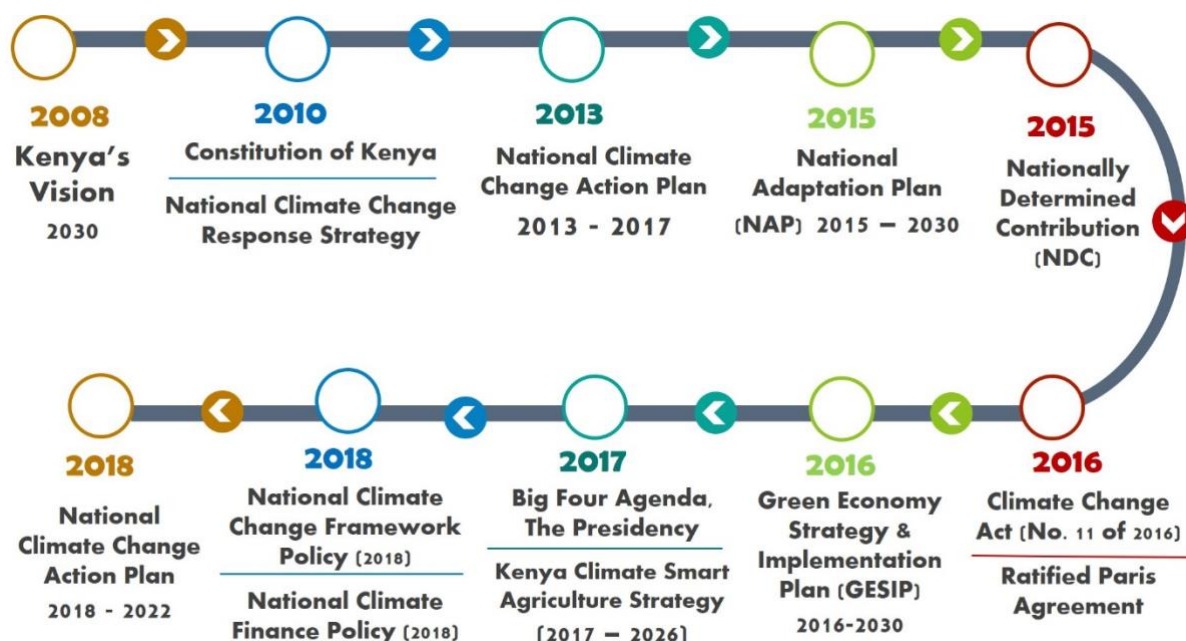 2008
Kenya's
Vision
2030
2010
Constitution of Kenya
National Climate Change
Response Strategy
2013
National Climate
Change Action Plan
2013 - 2017
2015
National
Adaptation Plan
(NAP) 2015 – 2030
2015
Nationally
Determined
Contribution
(NDC)
2016
Climate Change
Act (No. 11 of 2016)
Ratified Paris
Agreement
2016
Green Economy
Strategy &
Implementation
Plan (GESIP)
2016-2030
2017
Big Four Agenda,
The Presidency
Kenya Climate Smart
Agriculture Strategy
(2017 – 2026)
2018
National Climate
Change Framework
Policy (2018)
National Climate
Finance Policy (2018)
2018
National
Climate Change
Action Plan
2018 - 2022